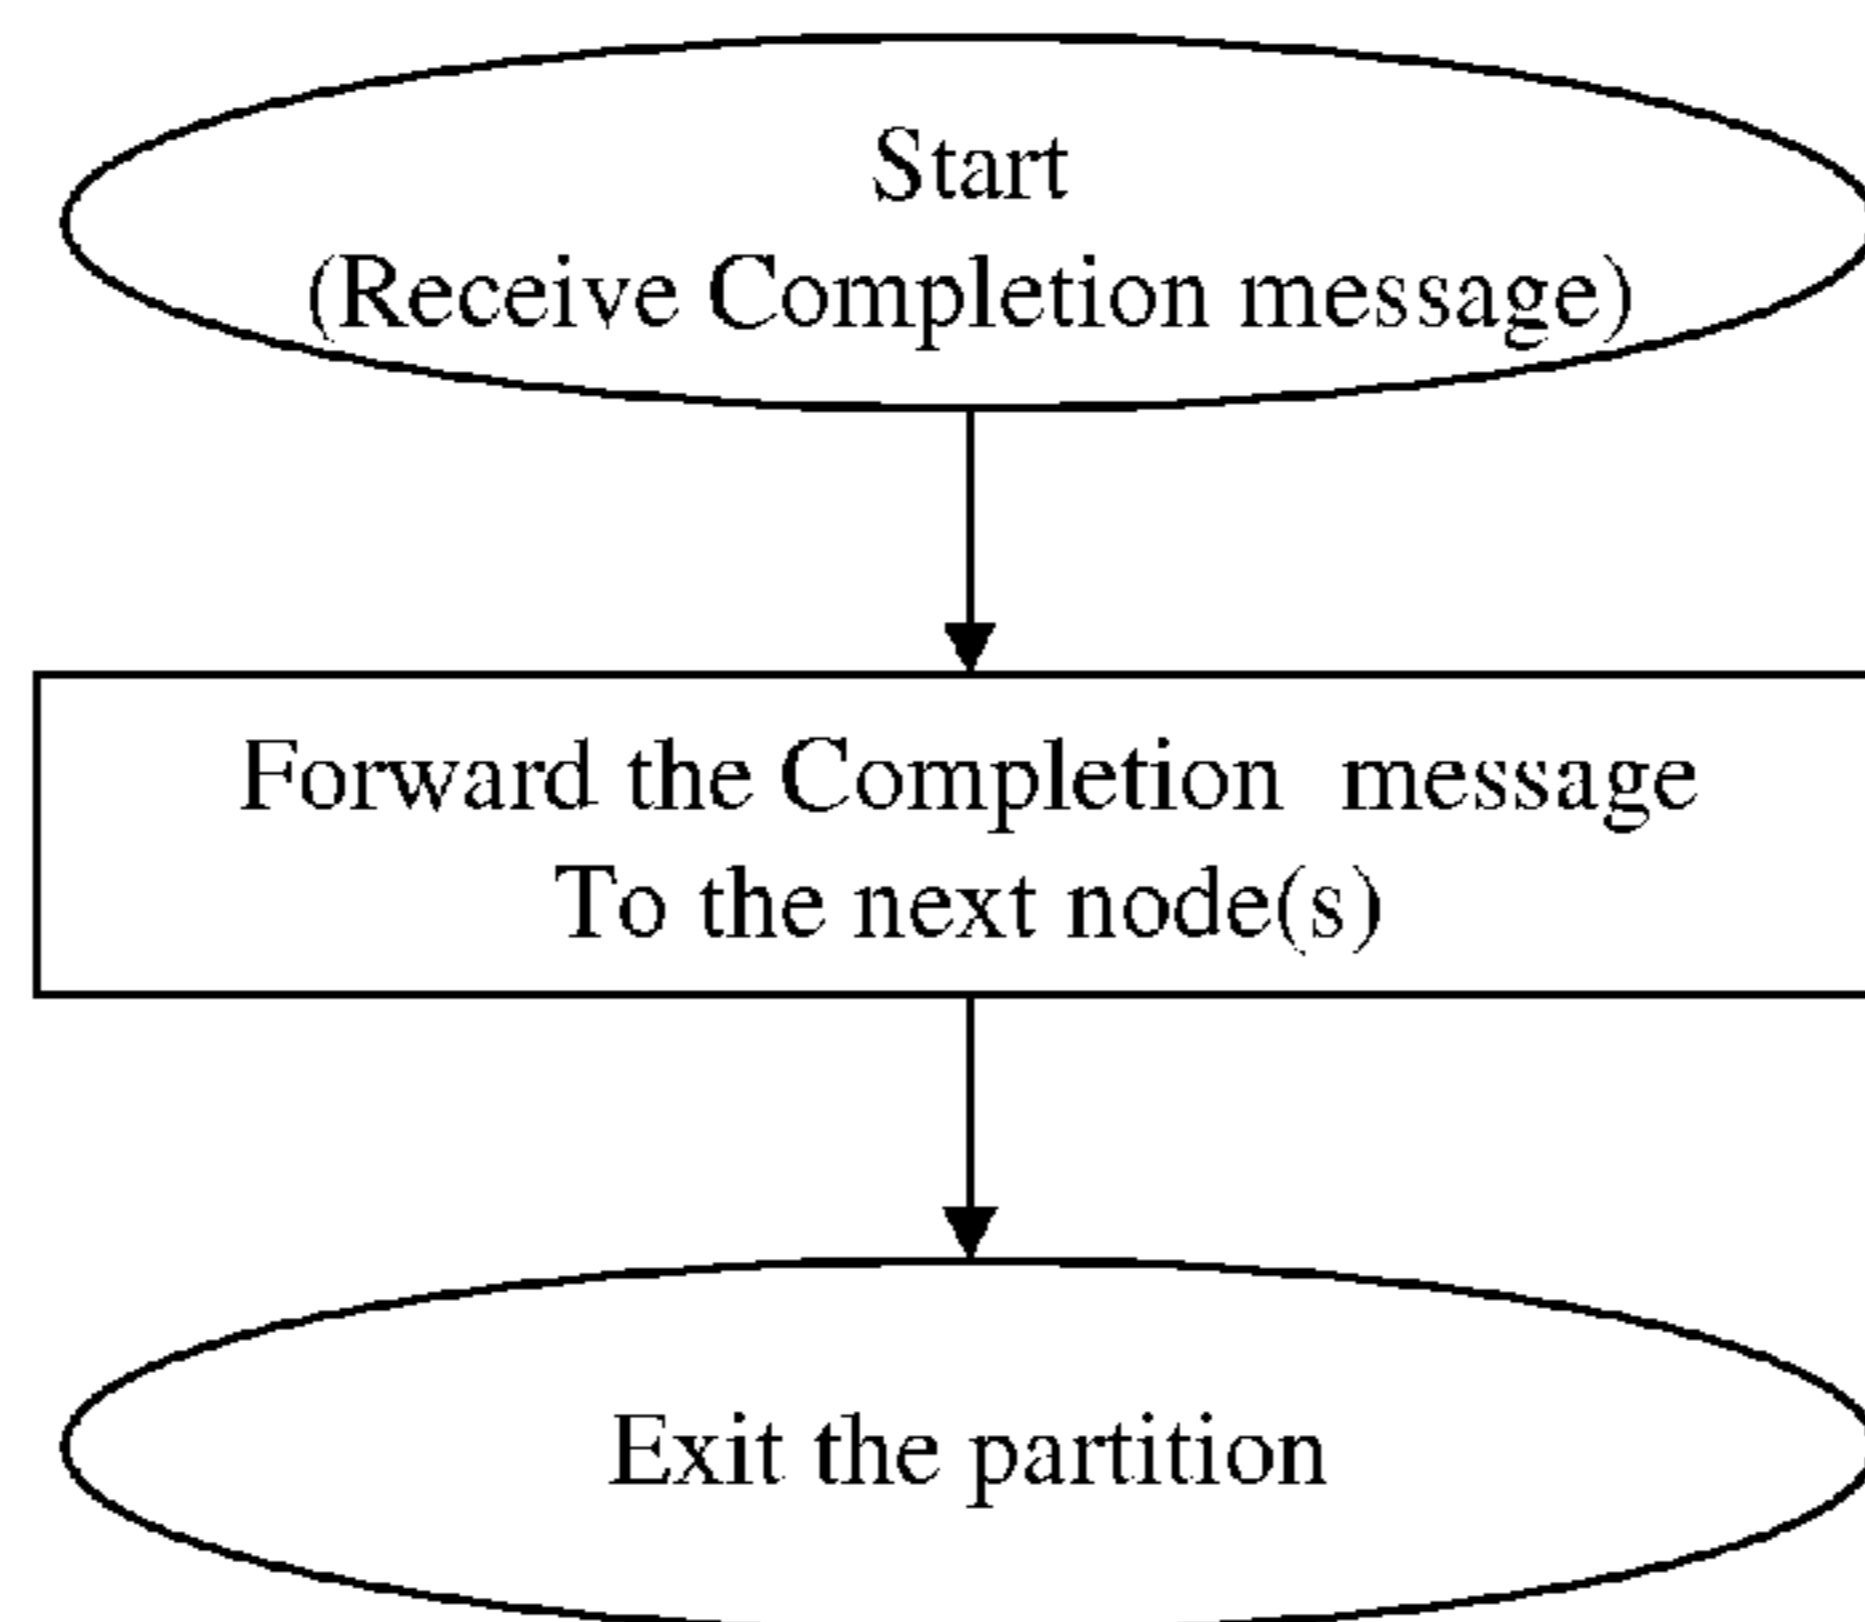 Start
(Receive Completion message)
Forward the Completion message
To the next node(s)
Exit the partition